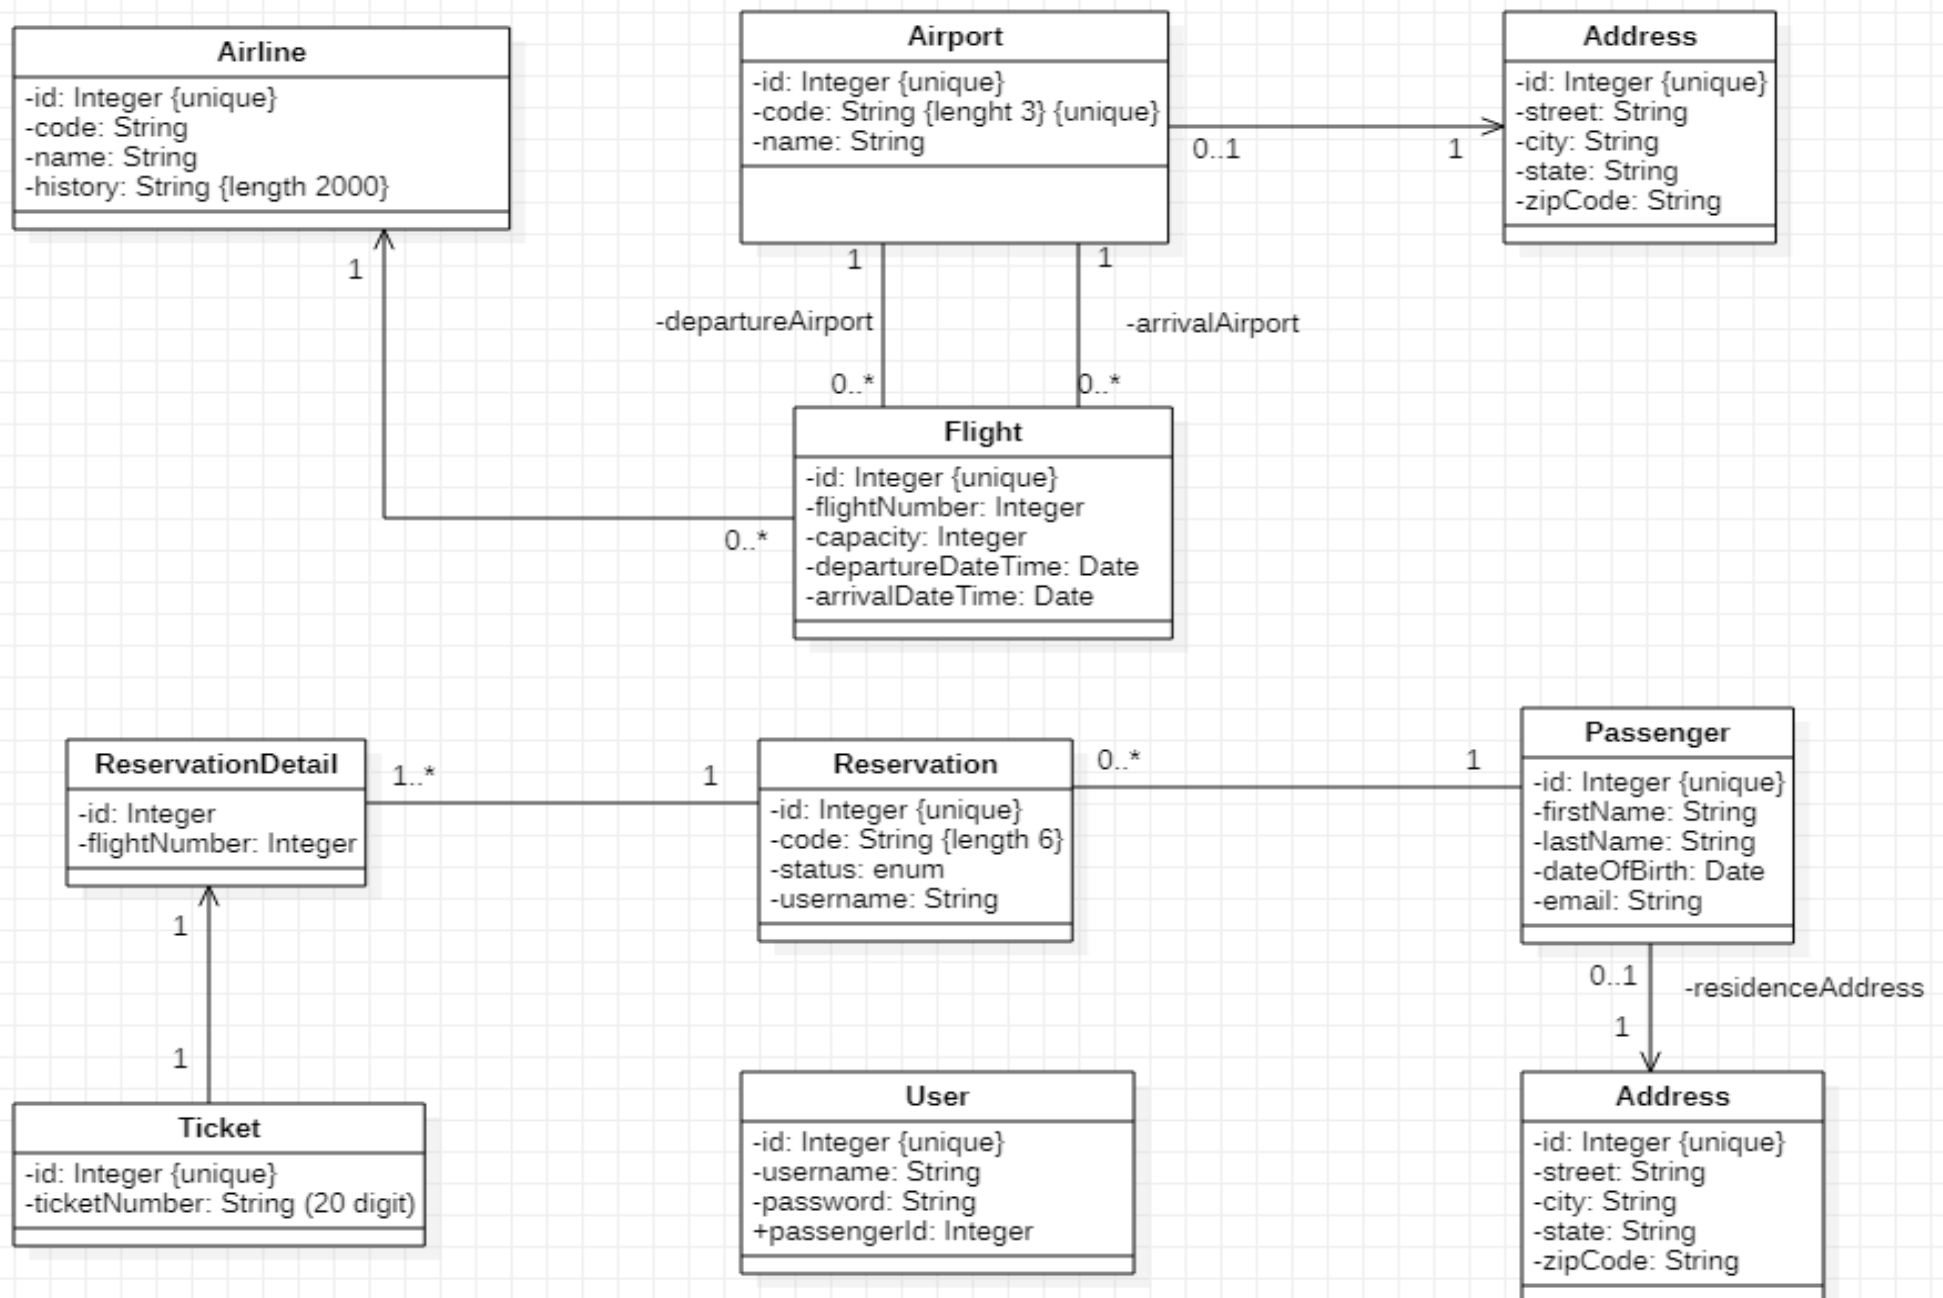 Airline
-id: Integer {unique}
-code: String
-name: String
-history: String {length 2000}
Airport
-id: Integer {unique}
-code: String {lenght 3} {unique}
-name: String
0..1
1
Address
-id: Integer {unique}
-street: String
-city: String
-state: String
-zipCode: String
1
1
1
-departureAirport
-arrivalAirport
0..*
0..*
Flight
-id: Integer {unique}
-flightNumber: Integer
-capacity: Integer
-departureDateTime: Date
-arrivalDateTime: Date
0..*
ReservationDetail
-id: Integer
-flightNumber: Integer
1..*
1
Reservation
-id: Integer {unique}
-code: String {length 6}
-status: enum
-username: String
0..*
1
Passenger
-id: Integer {unique}
-firstName: String
-lastName: String
-dateOfBirth: Date
-email: String
1
1
0..1
-residenceAddress
1
Ticket
-id: Integer {unique}
-ticketNumber: String (20 digit)
User
-id: Integer {unique}
-username: String
-password: String
+passengerId: Integer
Address
-id: Integer {unique}
-street: String
-city: String
-state: String
-zipCode: String